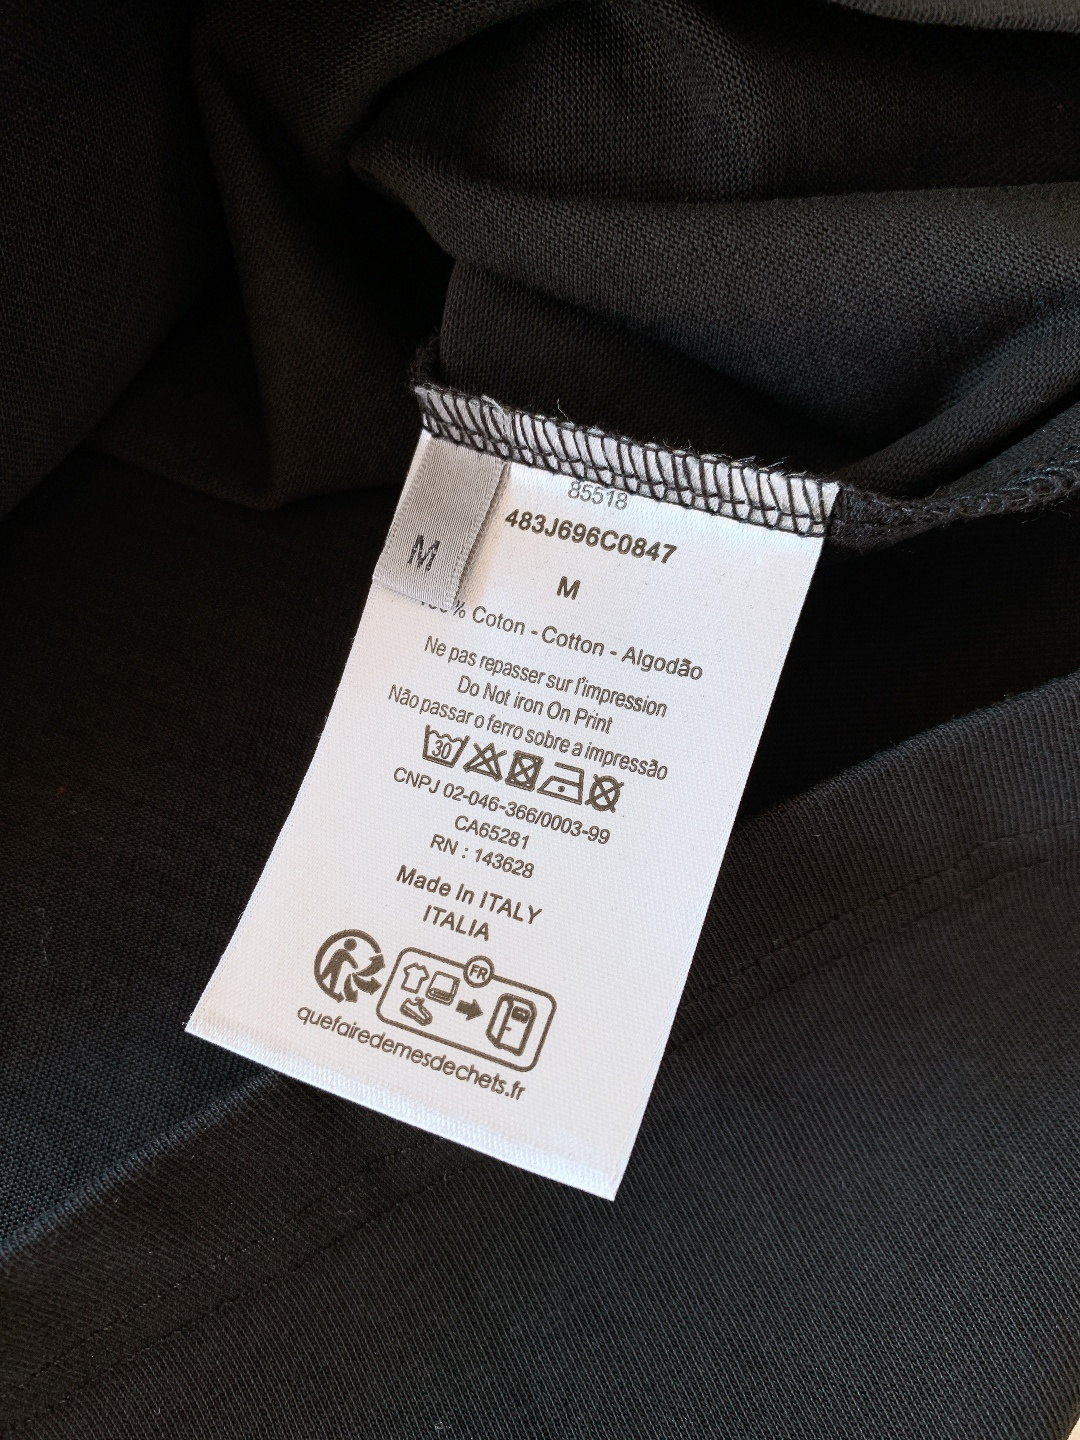 85518
483J696C0847
M
M
% Coton - Cotton - Algodão
Ne pas repasser sur l'impression
Do Not iron On Print
Não passar o ferro sobre a impressão
30
CNPJ 02-046-366/0003-99
CA65281
RN : 143628
Made In ITALY
ITALIA
FR
quefairedemesdechets.fr